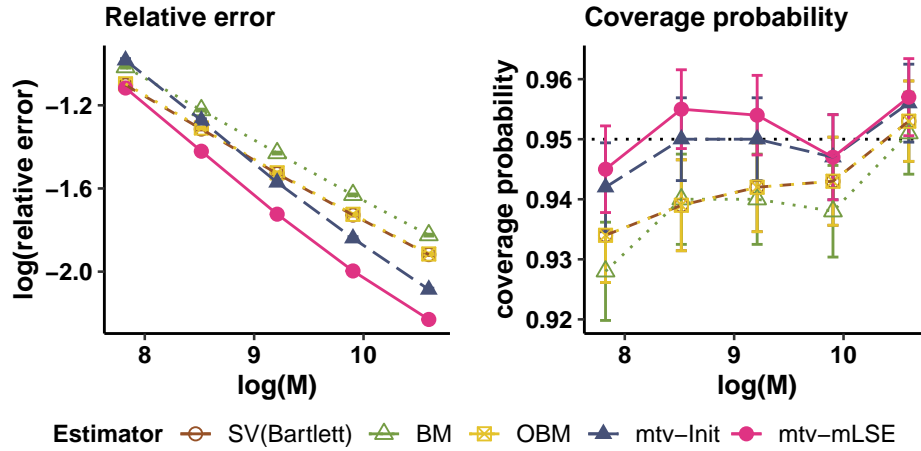 Relative error
Coverage probability
log(relative error)
−1.2
−1.6
−2.0
8
9
10
log(M)
coverage probability
0.96
0.95
0.94
0.93
0.92
8
9
10
log(M)
Estimator SV(Bartlett) BM OBM mtv−Init mtv−mLSE